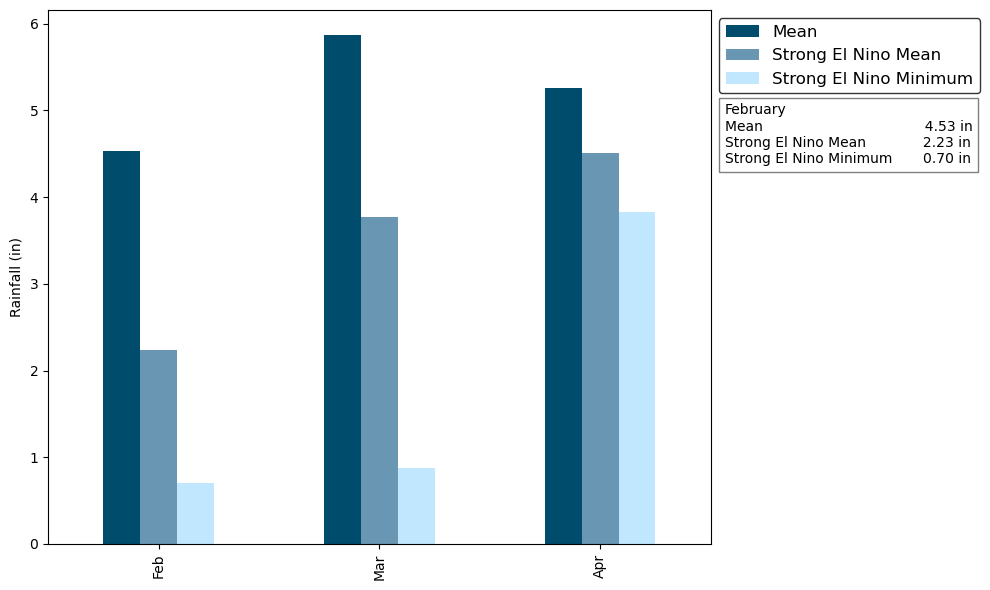 6
5
4
3
2
1
0
Rainfall (in)
Feb
Mar
Apr
Mean
Strong El Nino Mean
Strong El Nino Minimum
February
Mean 4.53 in
Strong El Nino Mean 2.23 in
Strong El Nino Minimum 0.70 in